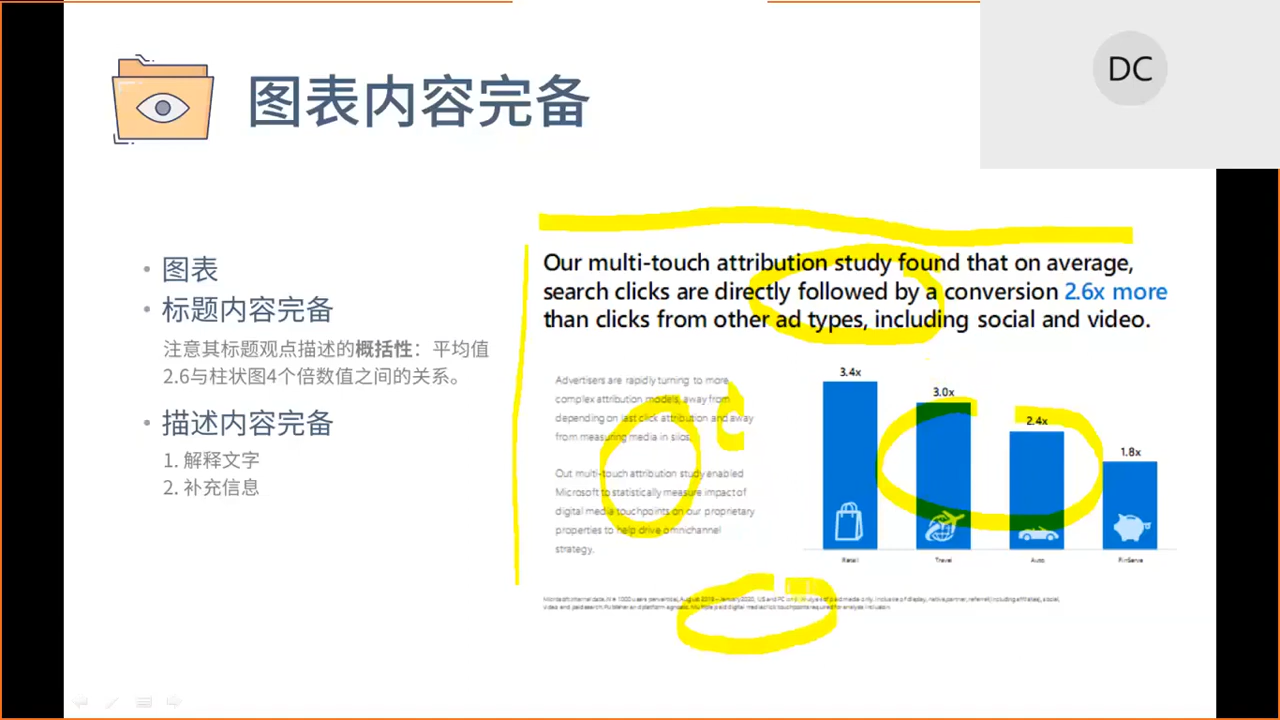 DC
图表内容完备
• 图表
• 标题内容完备
注意其标题观点描述的概括性：平均值
2.6与柱状图4个倍数值之间的关系。
• 描述内容完备
1. 解释文字
2. 补充信息
Our multi-touch attribution study found that on average,
search clicks are directly followed by a conversion 2.6x more
than clicks from other ad types, including social and video.
Advertisers are rapidly turning to more
complex attribution models, away from
depending on last click attribution and away
from measuring media in silos.
Out multi-touch attribution study enabled
Microsoft to statistically measure impact of
digital media touchpoints on our proprietary
properties to help drive omnichannel
strategy.
3.4x
3.0x
2.4x
1.8x
Retail
Travel
Auto
FinServe